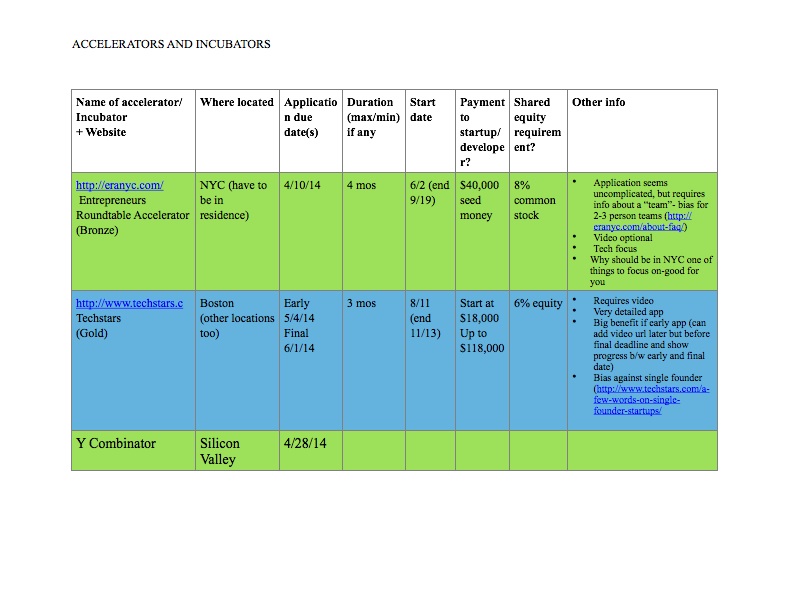 ACCELERATORS AND INCUBATORS
Name of accelerator/
Incubator
+ Website
Where located
Applicatio
n due
date(s)
Duration
(max/min)
if any
Start
date
Payment
to
startup/
develope
r?
Shared
equity
requirem
ent?
Other info
http://eranyc.com/
Entrepreneurs
Roundtable Accelerator
(Bronze)
NYC (have to
be in
residence)
4/10/14
4 mos
6/2 (end
9/19)
$40,000
seed
money
8%
common
stock
• Application seems
uncomplicated, but requires
info about a “team”- bias for
2-3 person teams (http://
eranyc.com/about-faq/)
• Video optional
• Tech focus
• Why should be in NYC one of
things to focus on-good for
you
http://www.techstars.c
Techstars
(Gold)
Boston
(other locations
too)
Early
5/4/14
Final
6/1/14
3 mos
8/11
(end
11/13)
Start at
$18,000
Up to
$118,000
6% equity
• Requires video
• Very detailed app
• Big benefit if early app (can
add video url later but before
final deadline and show
progress b/w early and final
date)
• Bias against single founder
(http://www.techstars.com/a-
few-words-on-single-
founder-startups/
Y Combinator
Silicon
Valley
4/28/14